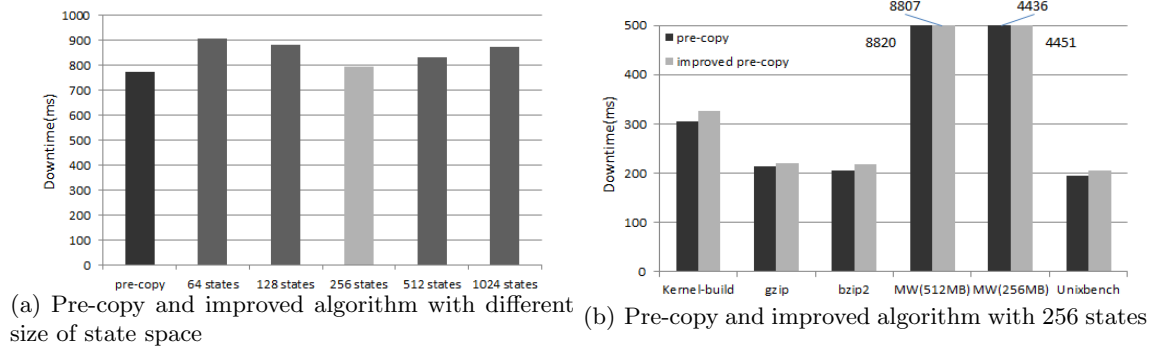 1000
900
800
700
600
500
400
300
200
100
0
Downtime(ms)
pre-copy
64 states
128 states
256 states
512 states
1024 states
(a) Pre-copy and improved algorithm with different
size of state space
8807
4436
8820
4451
pre-copy
improved pre-copy
500
400
300
200
100
0
Downtime(ms)
Kernel-build
gzip
bzip2
MW(512MB)
MW(256MB)
Unixbench
(b) Pre-copy and improved algorithm with 256 states